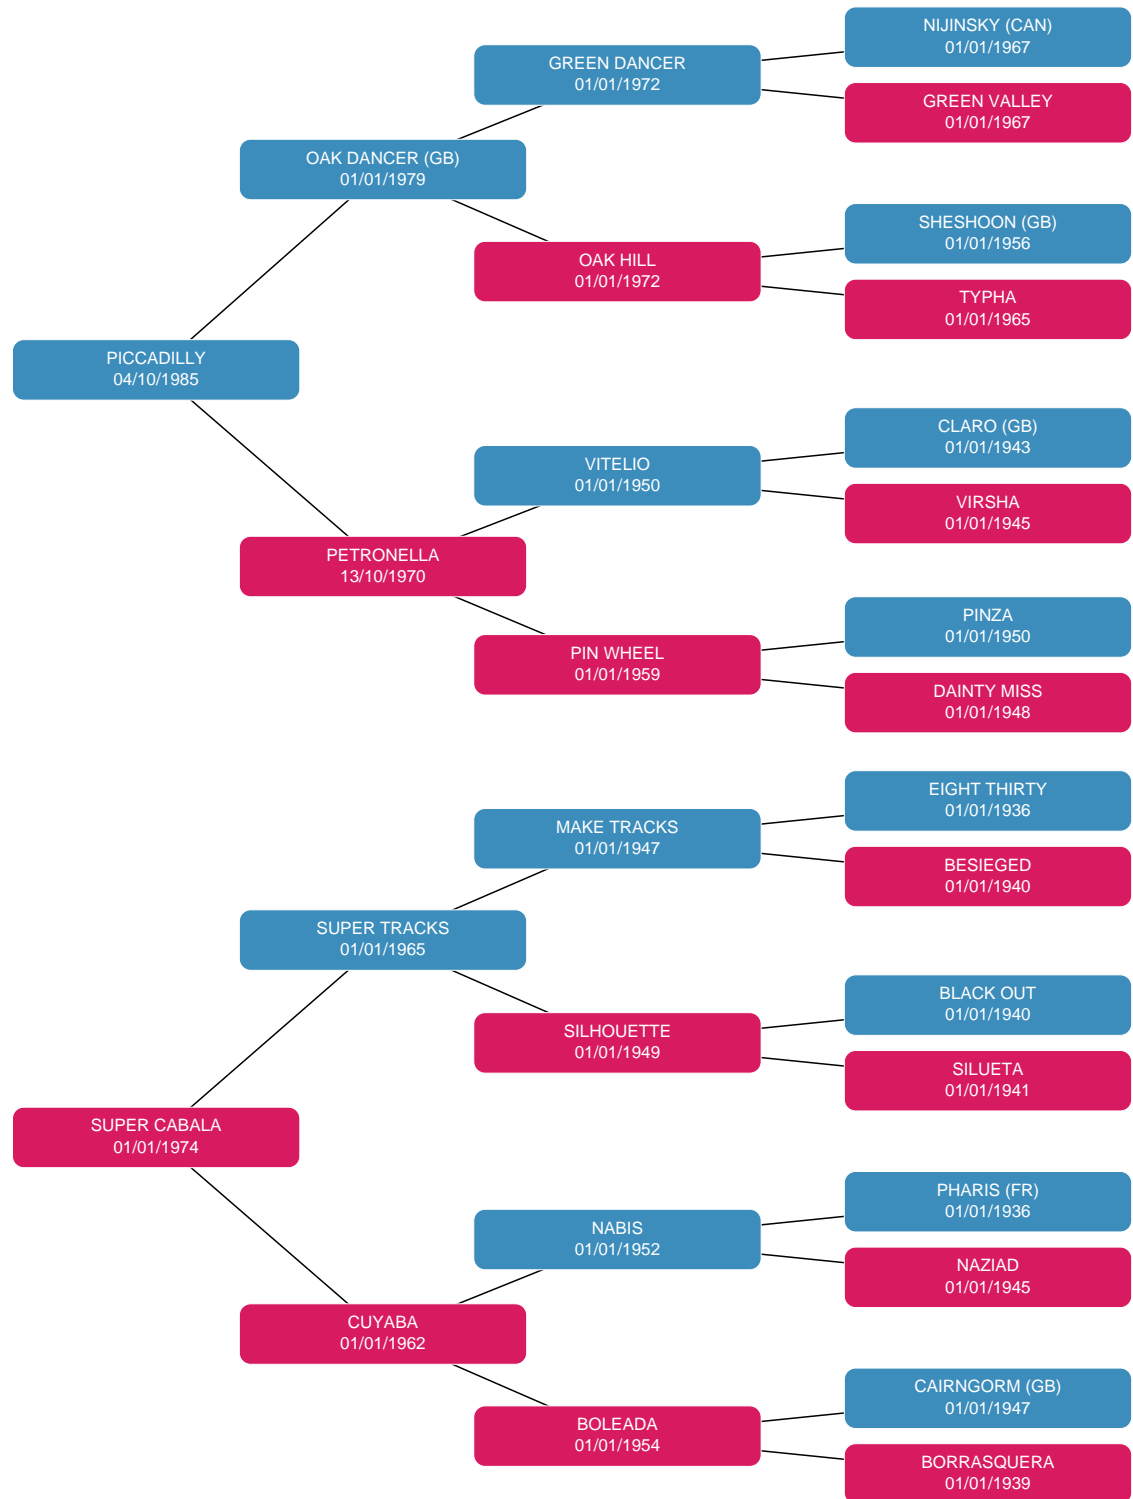 NIJINSKY (CAN)
01/01/1967
GREEN DANCER
01/01/1972
GREEN VALLEY
01/01/1967
OAK DANCER (GB)
01/01/1979
SHESHOON (GB)
01/01/1956
OAK HILL
01/01/1972
TYPHA
01/01/1965
PICCADILLY
04/10/1985
CLARO (GB)
01/01/1943
VITELIO
01/01/1950
VIRSHA
01/01/1945
PETRONELLA
13/10/1970
PINZA
01/01/1950
PIN WHEEL
01/01/1959
DAINTY MISS
01/01/1948
EIGHT THIRTY
01/01/1936
MAKE TRACKS
01/01/1947
BESIEGED
01/01/1940
SUPER TRACKS
01/01/1965
BLACK OUT
01/01/1940
SILHOUETTE
01/01/1949
SILUETA
01/01/1941
SUPER CABALA
01/01/1974
PHARIS (FR)
01/01/1936
NABIS
01/01/1952
NAZIAD
01/01/1945
CUYABA
01/01/1962
CAIRNGORM (GB)
01/01/1947
BOLEADA
01/01/1954
BORRASQUERA
01/01/1939